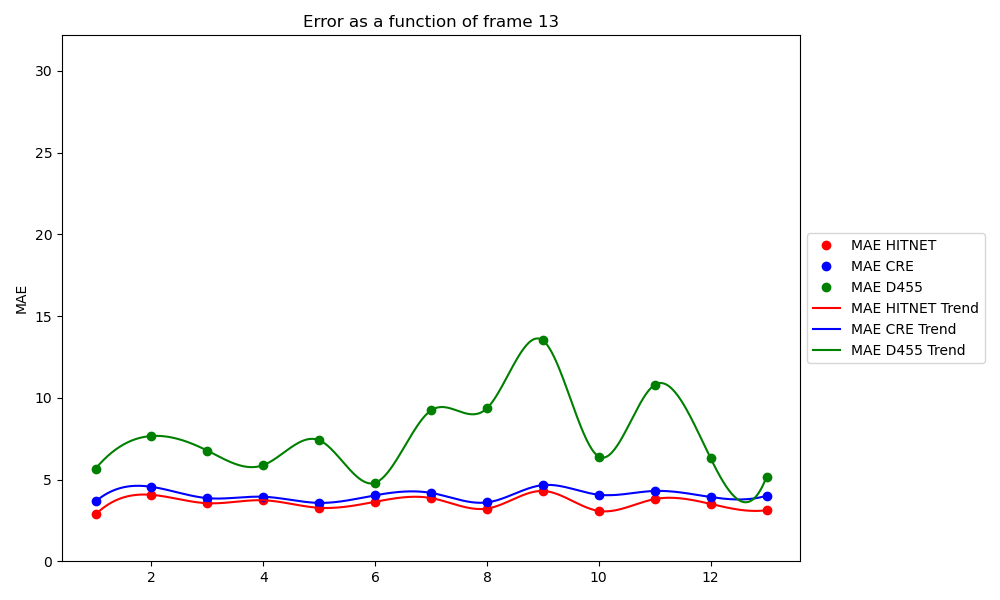 Error as a function of frame 13
30
25
20
15
10
5
0
MAE
2
4
6
8
10
12
MAE HITNET
MAE CRE
MAE D455
MAE HITNET Trend
MAE CRE Trend
MAE D455 Trend